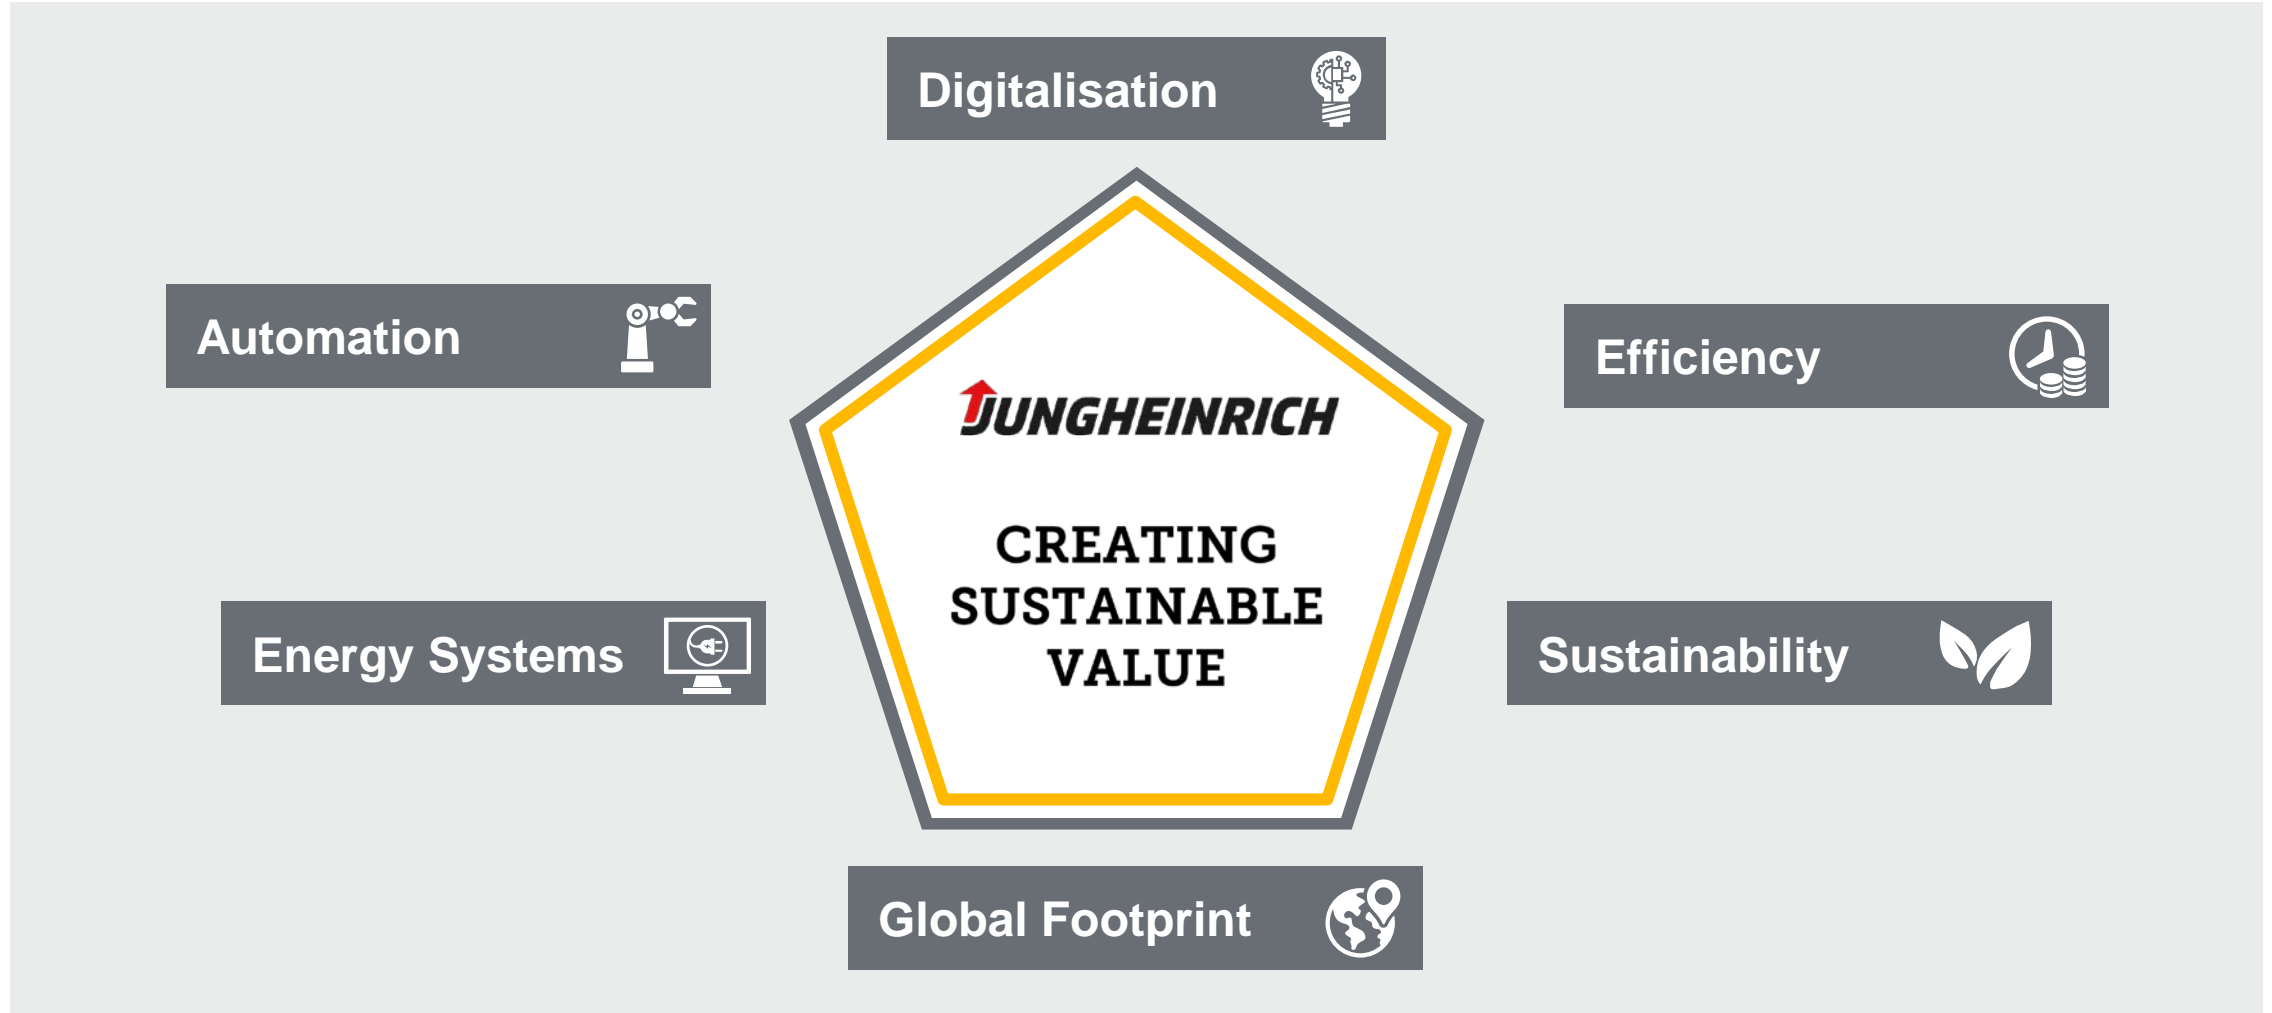 Digitalisation
Automation
Efficiency
JUNGHEINRICH
CREATING
SUSTAINABLE
VALUE
Energy Systems
Sustainability
Global Footprint